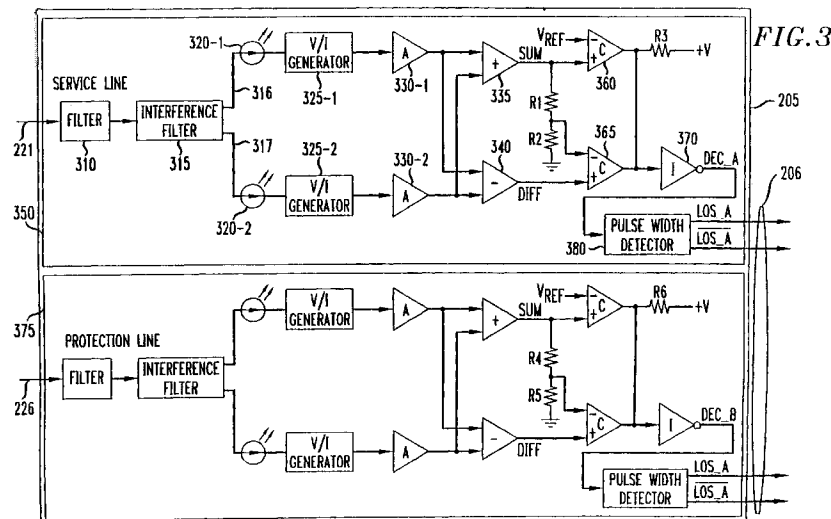 FIG.3
SERVICE LINE
221
FILTER
310
INTERFERENCE FILTER
315
316
317
320-1
V/I GENERATOR
325-1
A
330-1
+
335
SUM
VREF
-
+
C
360
R3
+V
205
R1
R2
320-2
325-2
V/I GENERATOR
A
330-2
-
340
DIFF
-
+
C
365
I
370
DEC_A
206
PULSE WIDTH DETECTOR
380
LOS_A
LOS_A
350
375
PROTECTION LINE
226
FILTER
INTERFERENCE FILTER
V/I GENERATOR
A
+
SUM
VREF
-
+
C
R6
+V
R4
R5
V/I GENERATOR
A
-
DIFF
-
+
C
I
DEC_B
PULSE WIDTH DETECTOR
LOS_A
LOS_A